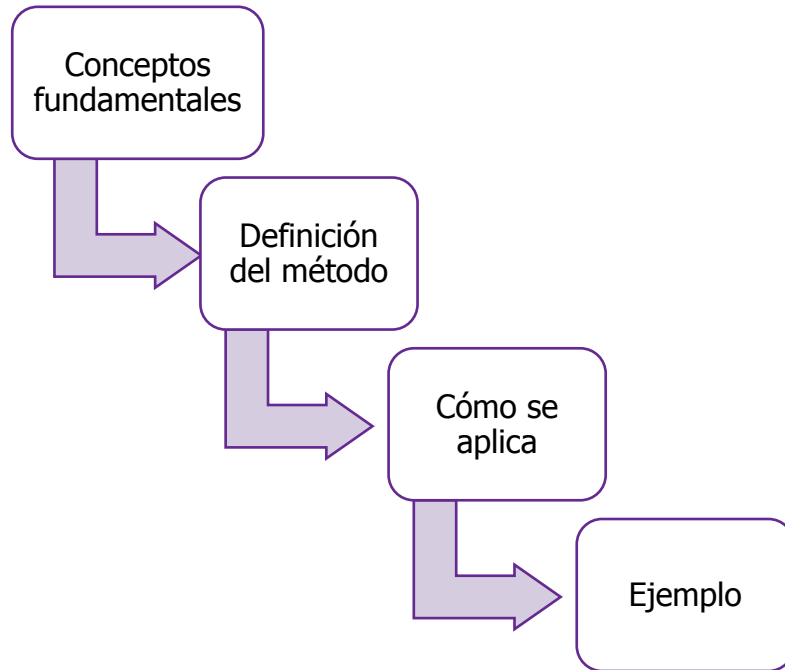 Conceptos
fundamentales
Definición
del método
Cómo se
aplica
Ejemplo